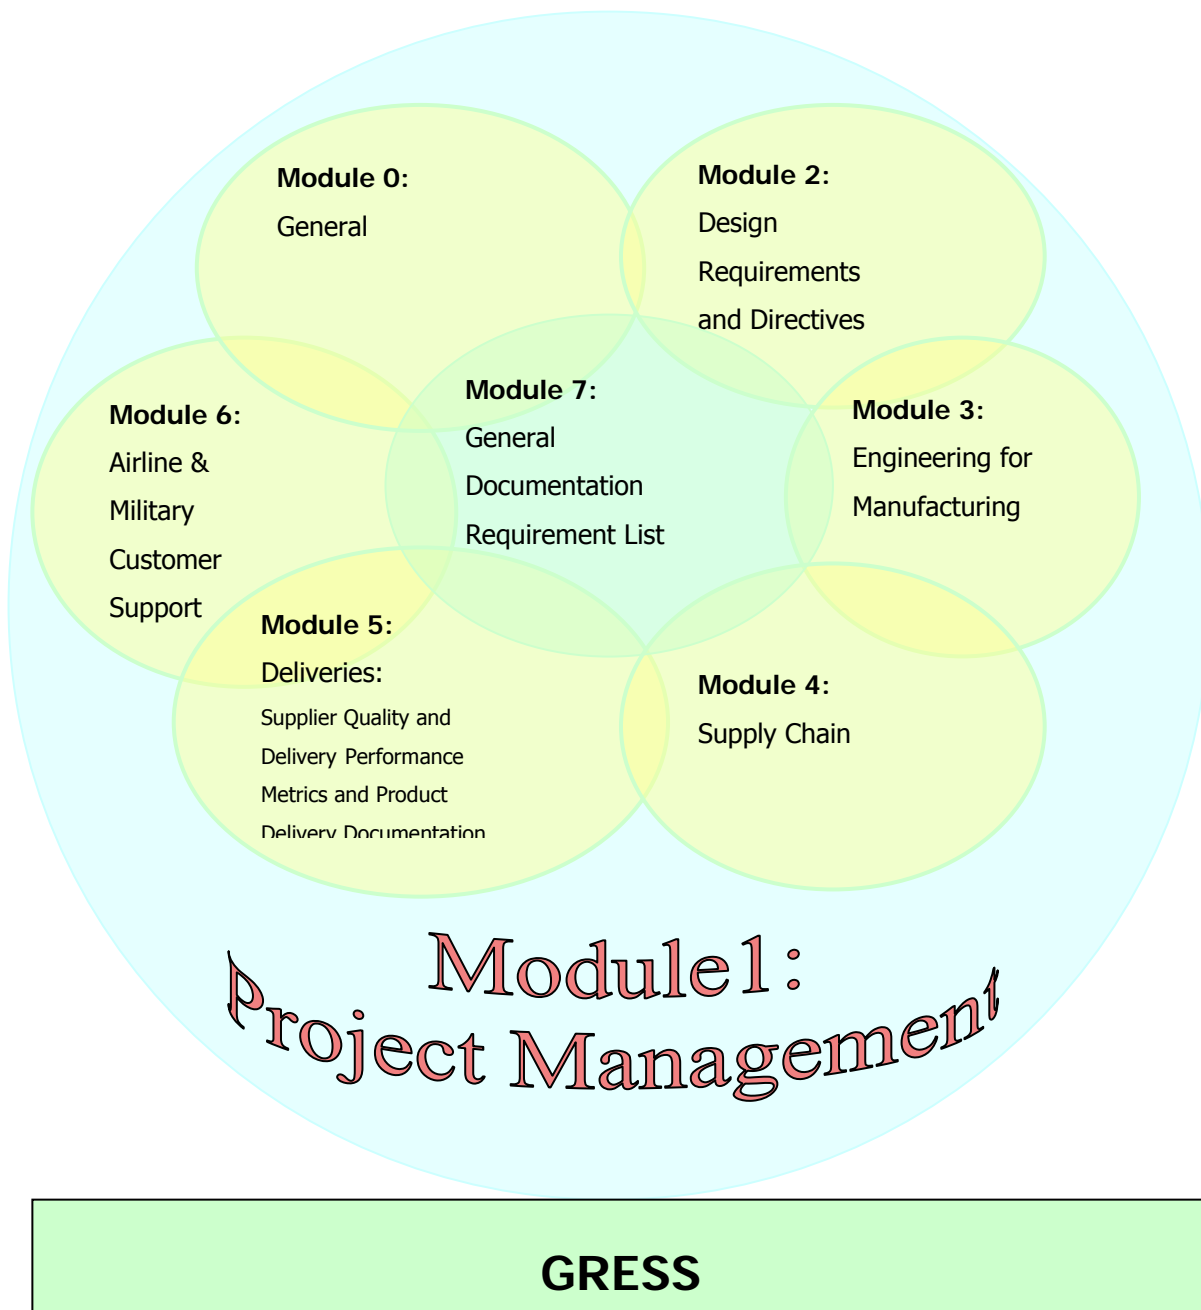 Module 0:
General
Module 2:
Design
Requirements
and Directives
Module 7:
General
Documentation
Requirement List
Module 6:
Airline &
Military
Customer
Support
Module 3:
Engineering for
Manufacturing
Module 5:
Deliveries:
Supplier Quality and
Delivery Performance
Metrics and Product
Delivery Documentation
Module 4:
Supply Chain
Module1:
Project Management
GRESS